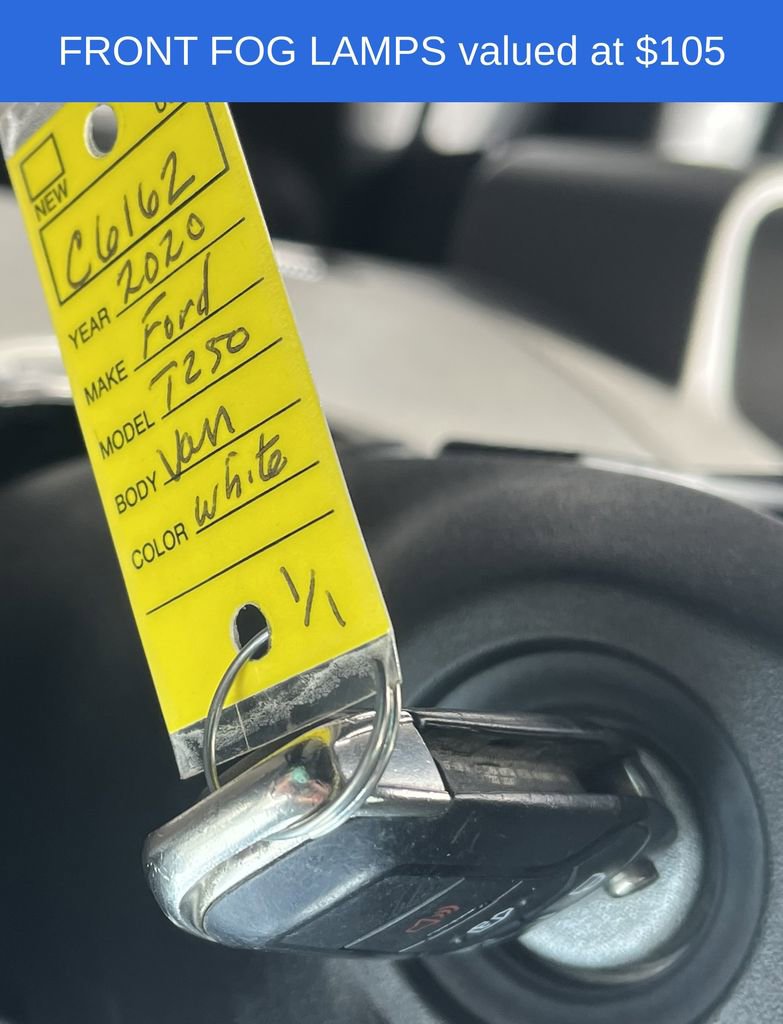 FRONT FOG LAMPS valued at $105
NEW
C6162
YEAR 2020
MAKE Ford
MODEL T250
BODY Van
COLOR white
1/1